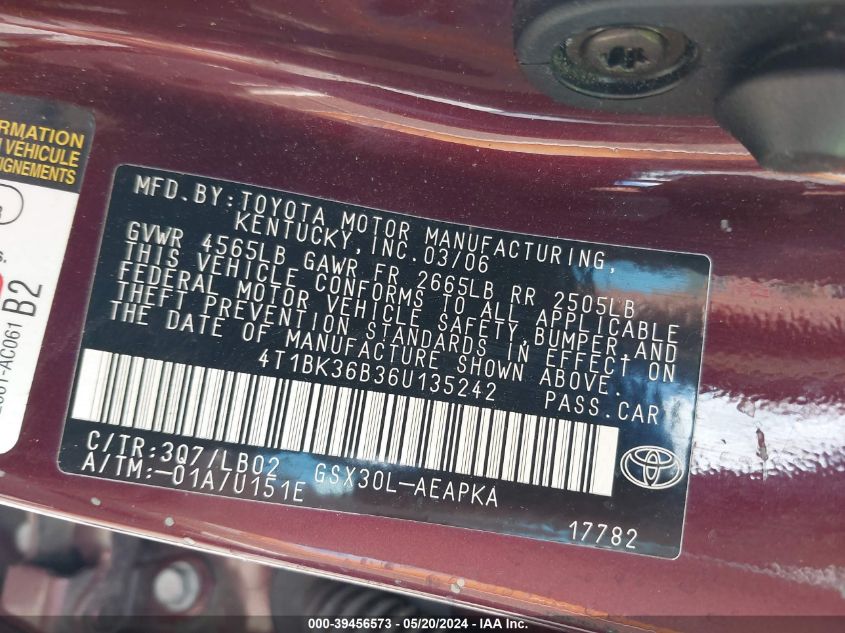 RMATION
VEHICULE
IGNEMENTS
B2
-AC061
MFD.BY:TOYOTA MOTOR MANUFACTURING,
KENTUCKY,INC.03/06
GVWR 4565LB GAWR FR 2665LB RR 2505LB
THIS VEHICLE CONFORMS TO ALL APPLICABLE
FEDERAL MOTOR VEHICLE SAFETY,BUMPER,AND
THEFT PREVENTION STANDARDS IN EFFECT ON
THE DATE OF MANUFACTURE SHOWN ABOVE.
4T1BK36B36U135242 PASS.CAR
C/TR:3Q7/LB02 GSX30L-AEAPKA
A/TM:-01A/U151E
17782
000-39456573 / 05/20/2024 / IAA Inc.